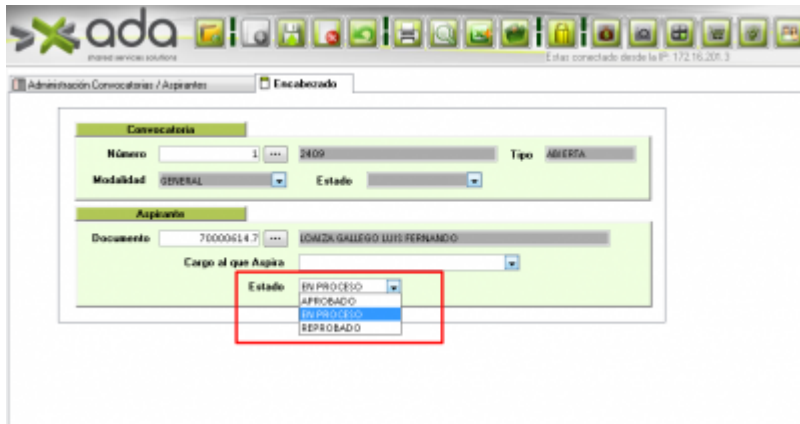 ada
shared services solutions
Estas conectado desde la IP: 172.16.201.3
Administración Convocatorias / Aspirantes
Encabezado
Convocatoria
Número 1 ... 2409 Tipo ABIERTA
Modalidad GENERAL Estado
Aspirante
Documento 70000614.7 ... LOAIZA GALLEGO LUIS FERNANDO
Cargo al que Aspira
Estado EN PROCESO
APROBADO
EN PROCESO
REPROBADO